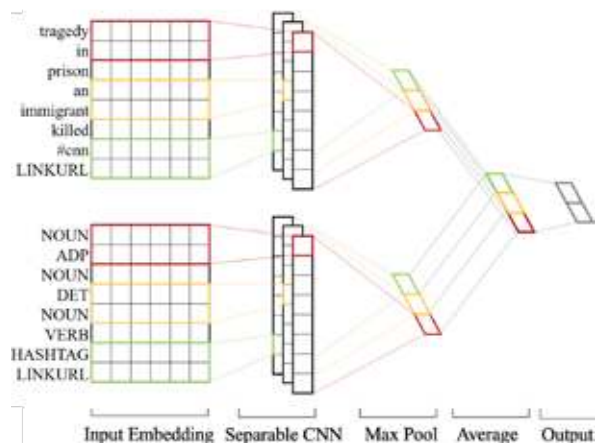 tragedy
in
prison
an
immigrant
killed
#cnn
LINKURL
NOUN
ADP
NOUN
DET
NOUN
VERB
HASHTAG
LINKURL
Input Embedding Separable CNN Max Pool Average Output